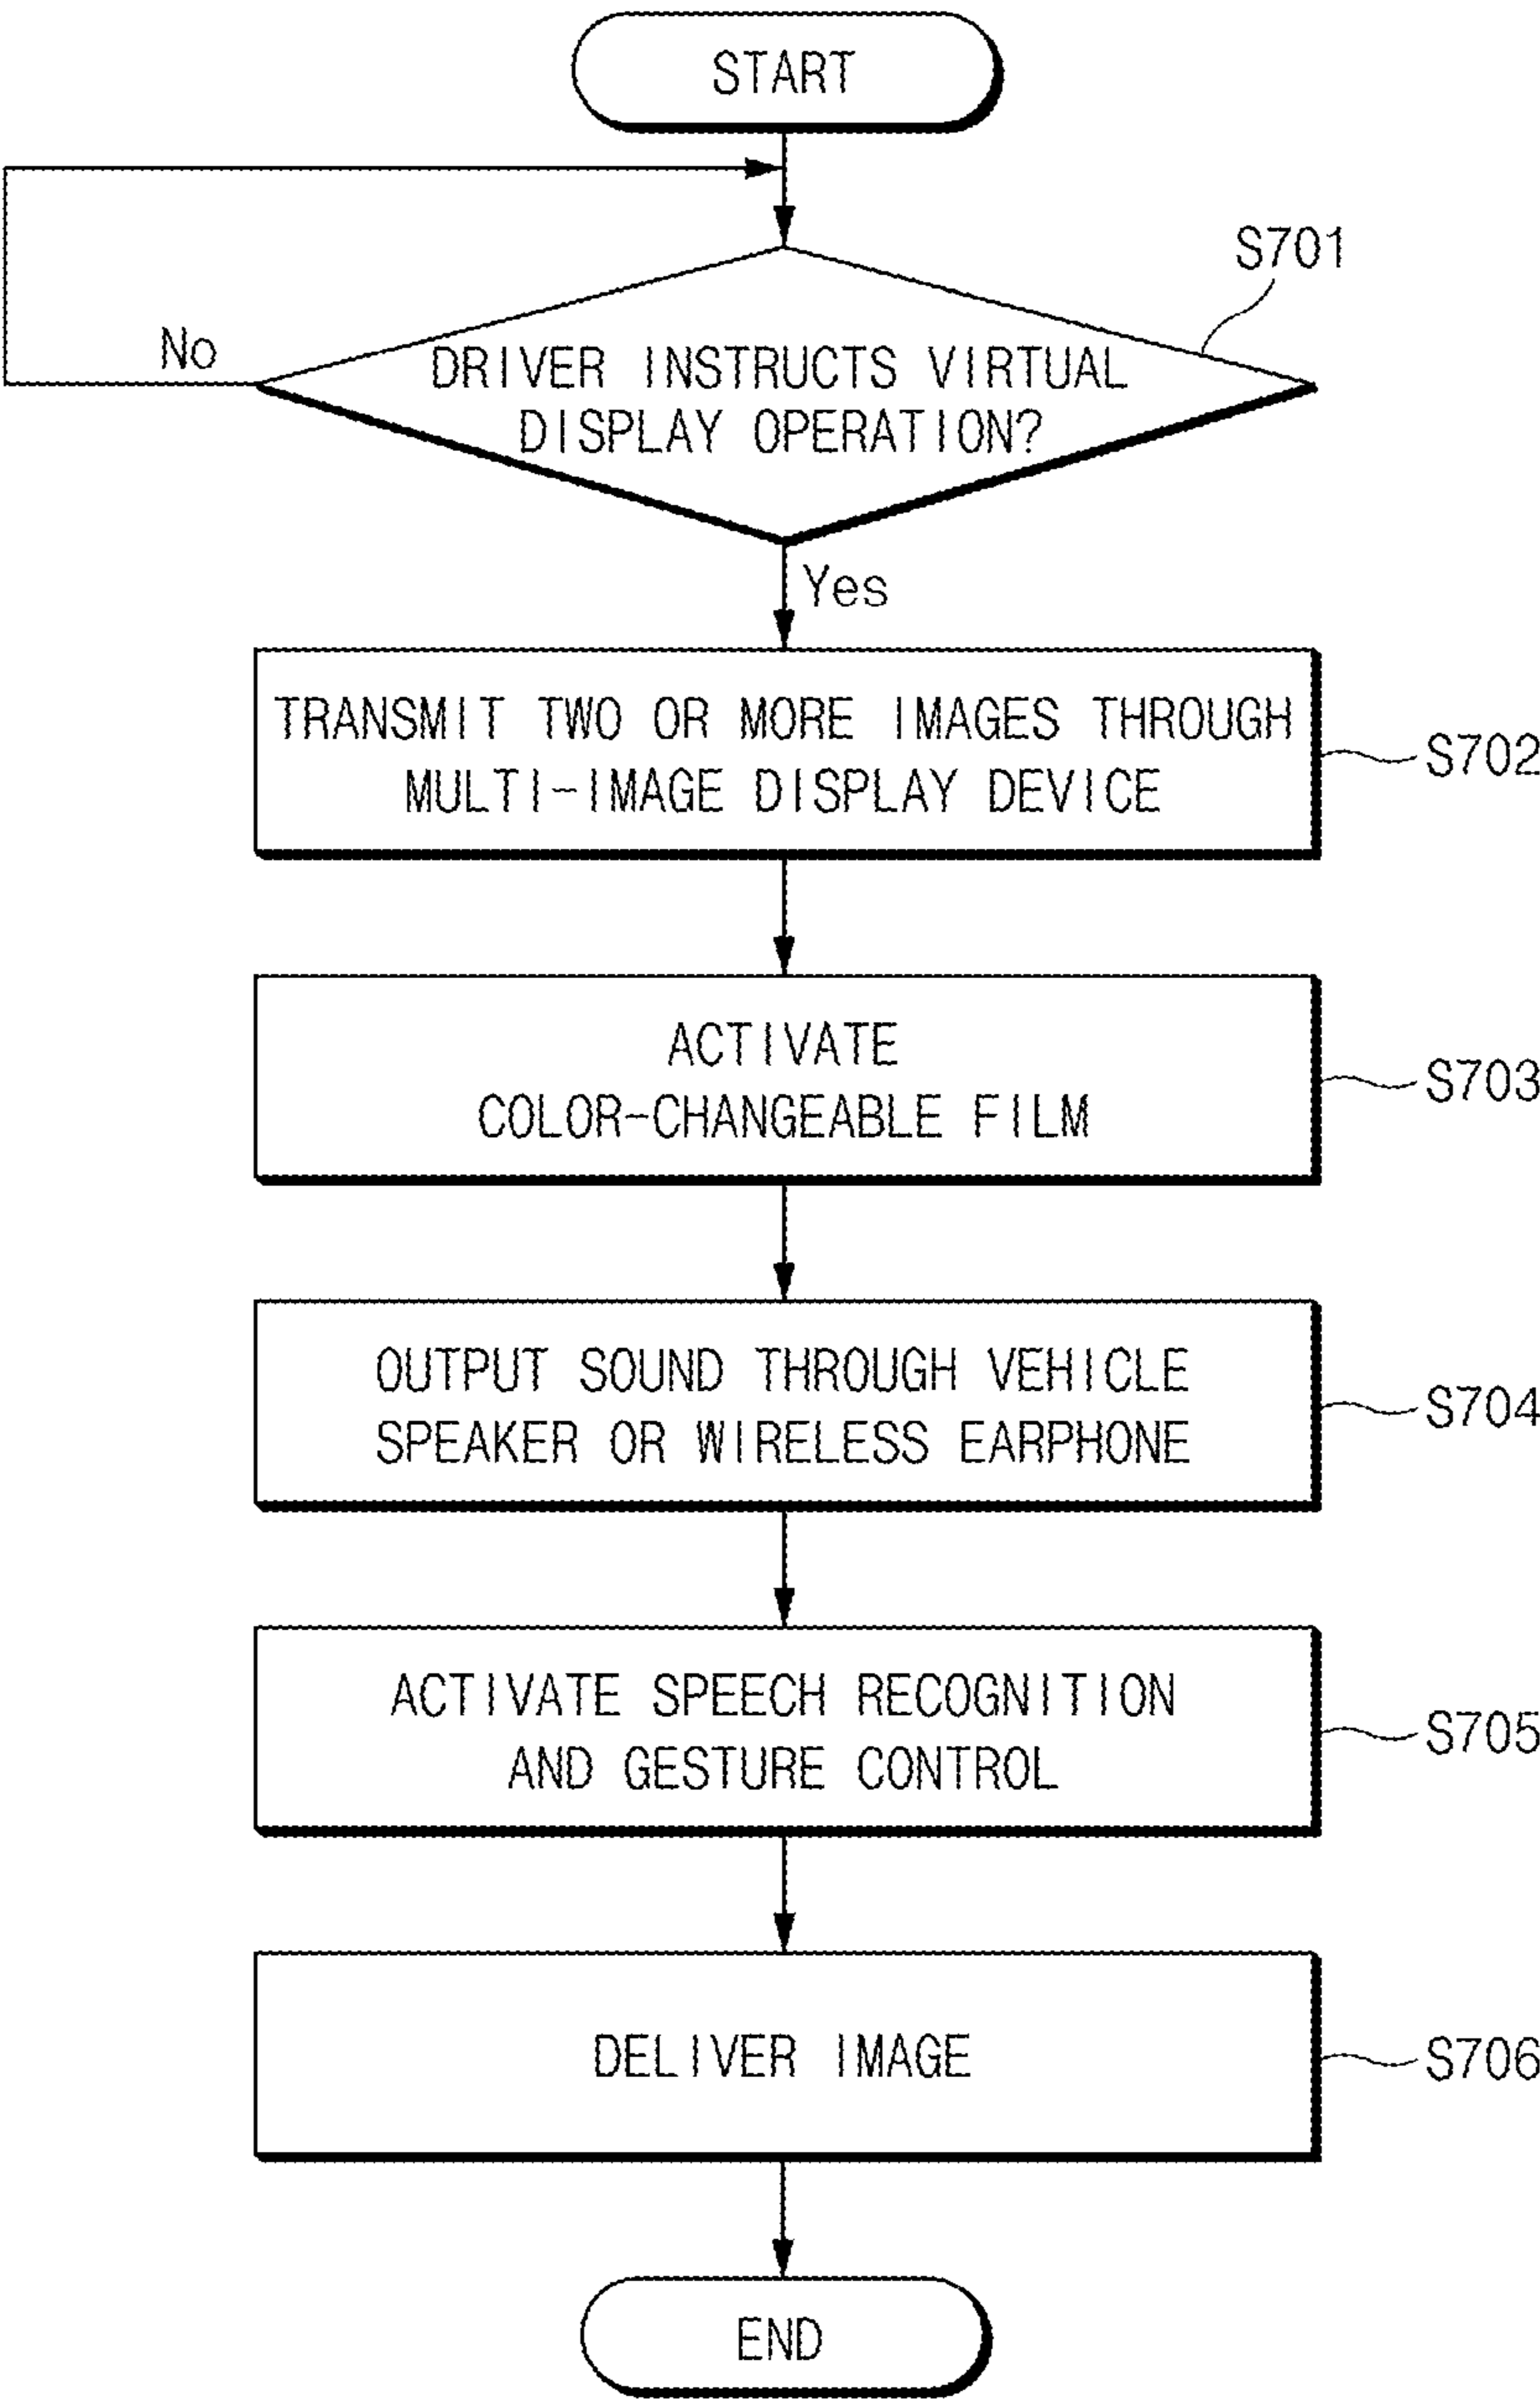 START
S701
No
DRIVER INSTRUCTS VIRTUAL
DISPLAY OPERATION?
Yes
TRANSMIT TWO OR MORE IMAGES THROUGH
MULTI-IMAGE DISPLAY DEVICE
S702
ACTIVATE
COLOR-CHANGEABLE FILM
S703
OUTPUT SOUND THROUGH VEHICLE
SPEAKER OR WIRELESS EARPHONE
S704
ACTIVATE SPEECH RECOGNITION
AND GESTURE CONTROL
S705
DELIVER IMAGE
S706
END